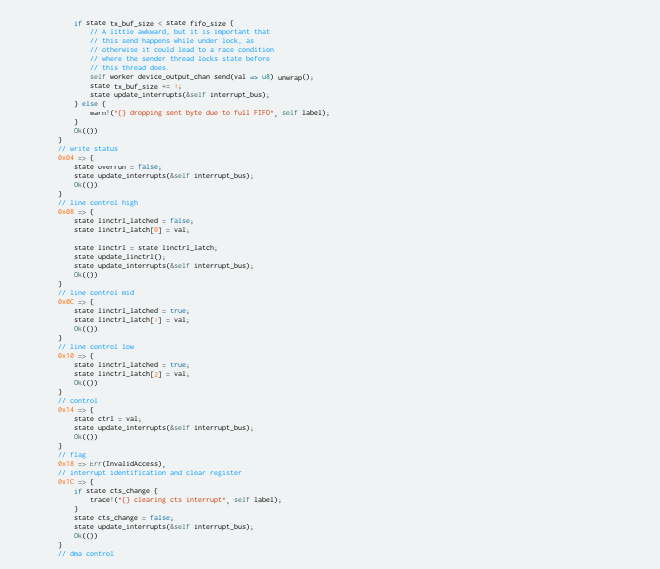 if state tx_buf_size < state fifo_size {
// A little awkward, but it is important that
// this send happens while under lock, as
// otherwise it could lead to a race condition
// where the sender thread locks state before
// this thread does.
self worker device_output_chan send(val as u8) unwrap();
state tx_buf_size += 1;
state update_interrupts(&self interrupt_bus);
} else {
warn!("{} dropping sent byte due to full FIFO", self label);
}
Ok(())
}
// write status
0x04 => {
state overrun = false;
state update_interrupts(&self interrupt_bus);
Ok(())
}
// line control high
0x08 => {
state linctrl_latched = false;
state linctrl_latch[0] = val;
state linctrl = state linctrl_latch;
state update_linctrl();
state update_interrupts(&self interrupt_bus);
Ok(())
}
// line control mid
0x0C => {
state linctrl_latched = true;
state linctrl_latch[1] = val;
Ok(())
}
// line control low
0x10 => {
state linctrl_latched = true;
state linctrl_latch[2] = val;
Ok(())
}
// control
0x14 => {
state ctrl = val;
state update_interrupts(&self interrupt_bus);
Ok(())
}
// flag
0x18 => Err(InvalidAccess),
// interrupt identification and clear register
0x1C => {
if state cts_change {
trace!("{} clearing cts interrupt", self label);
}
state cts_change = false;
state update_interrupts(&self interrupt_bus);
Ok(())
}
// dma control